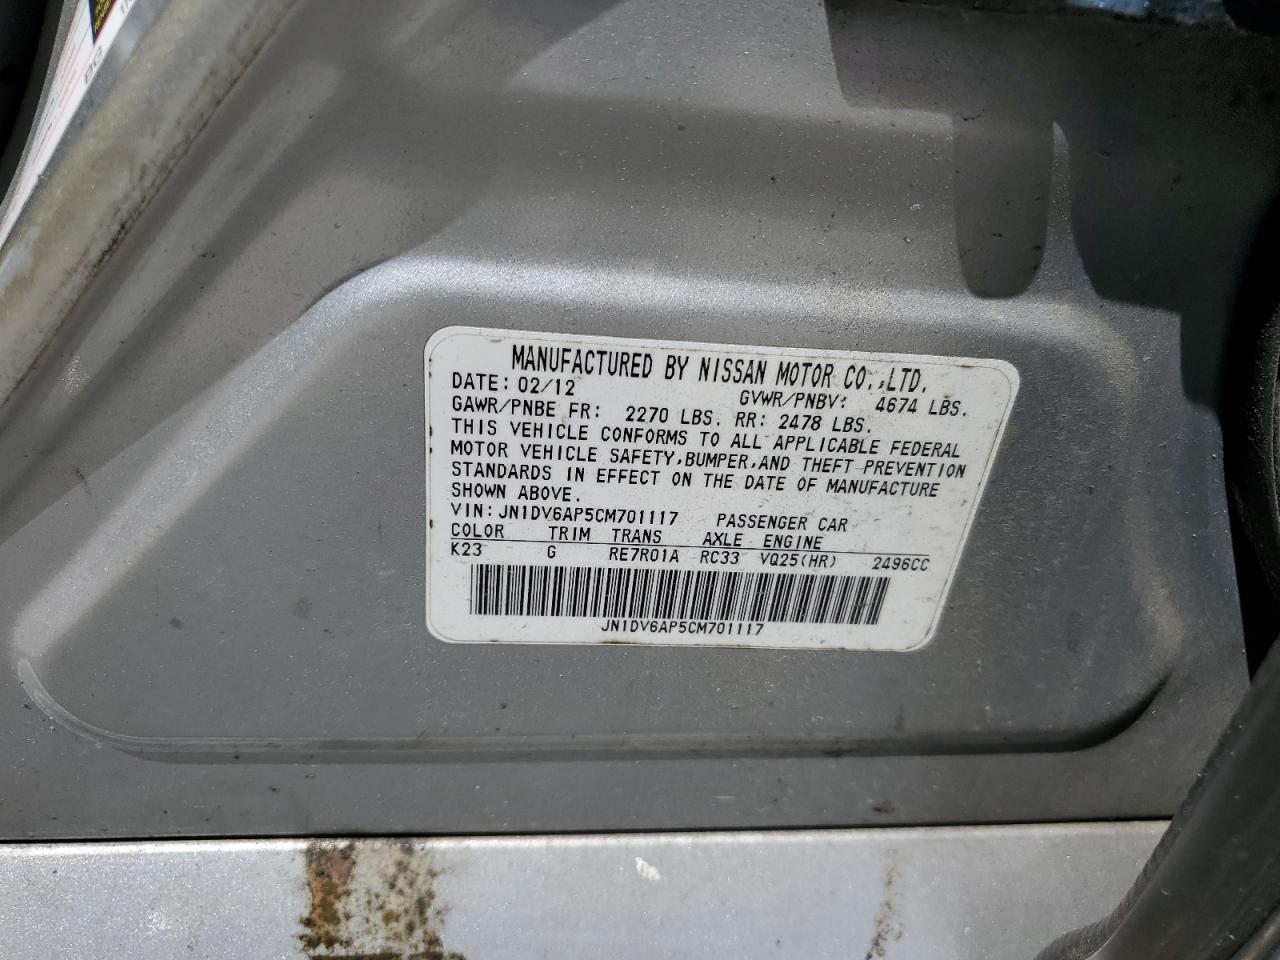 MANUFACTURED BY NISSAN MOTOR CO.,LTD.
DATE: 02/12 GVWR/PNBV: 4674 LBS.
GAWR/PNBE FR: 2270 LBS. RR: 2478 LBS.
THIS VEHICLE CONFORMS TO ALL APPLICABLE FEDERAL
MOTOR VEHICLE SAFETY,BUMPER,AND THEFT PREVENTION
STANDARDS IN EFFECT ON THE DATE OF MANUFACTURE
SHOWN ABOVE.
VIN:JN1DV6AP5CM701117 PASSENGER CAR
COLOR TRIM TRANS AXLE ENGINE
K23 G RE7R01A RC33 VQ25(HR) 2496CC
JN1DV6AP5CM701117